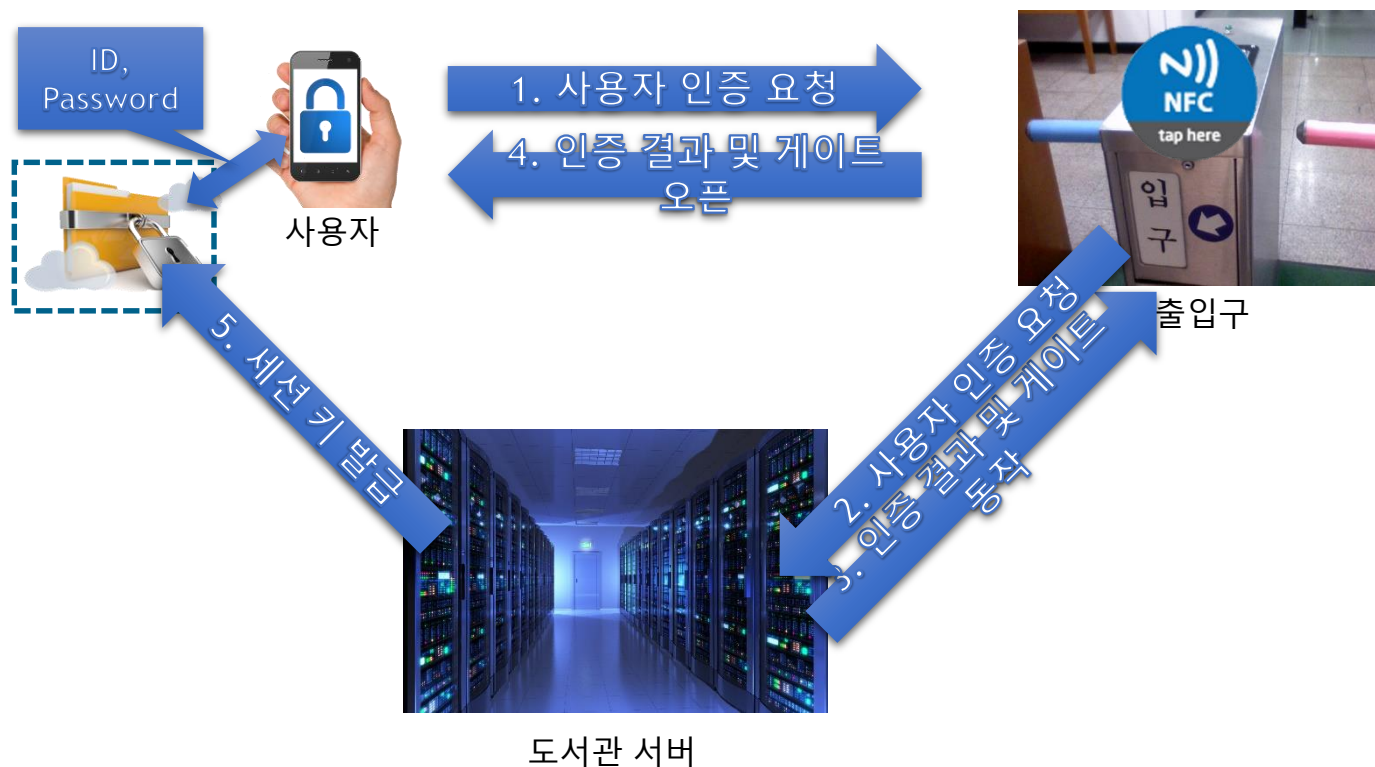 ID,
Password
1. 사용자 인증 요청
4. 인증 결과 및 게이트
오픈
NFC
tap here
입
구
사용자
출입구
5. 세션 키 발급
2. 사용자 인증 요청
3. 인증 결과 및 게이트
동작
도서관 서버